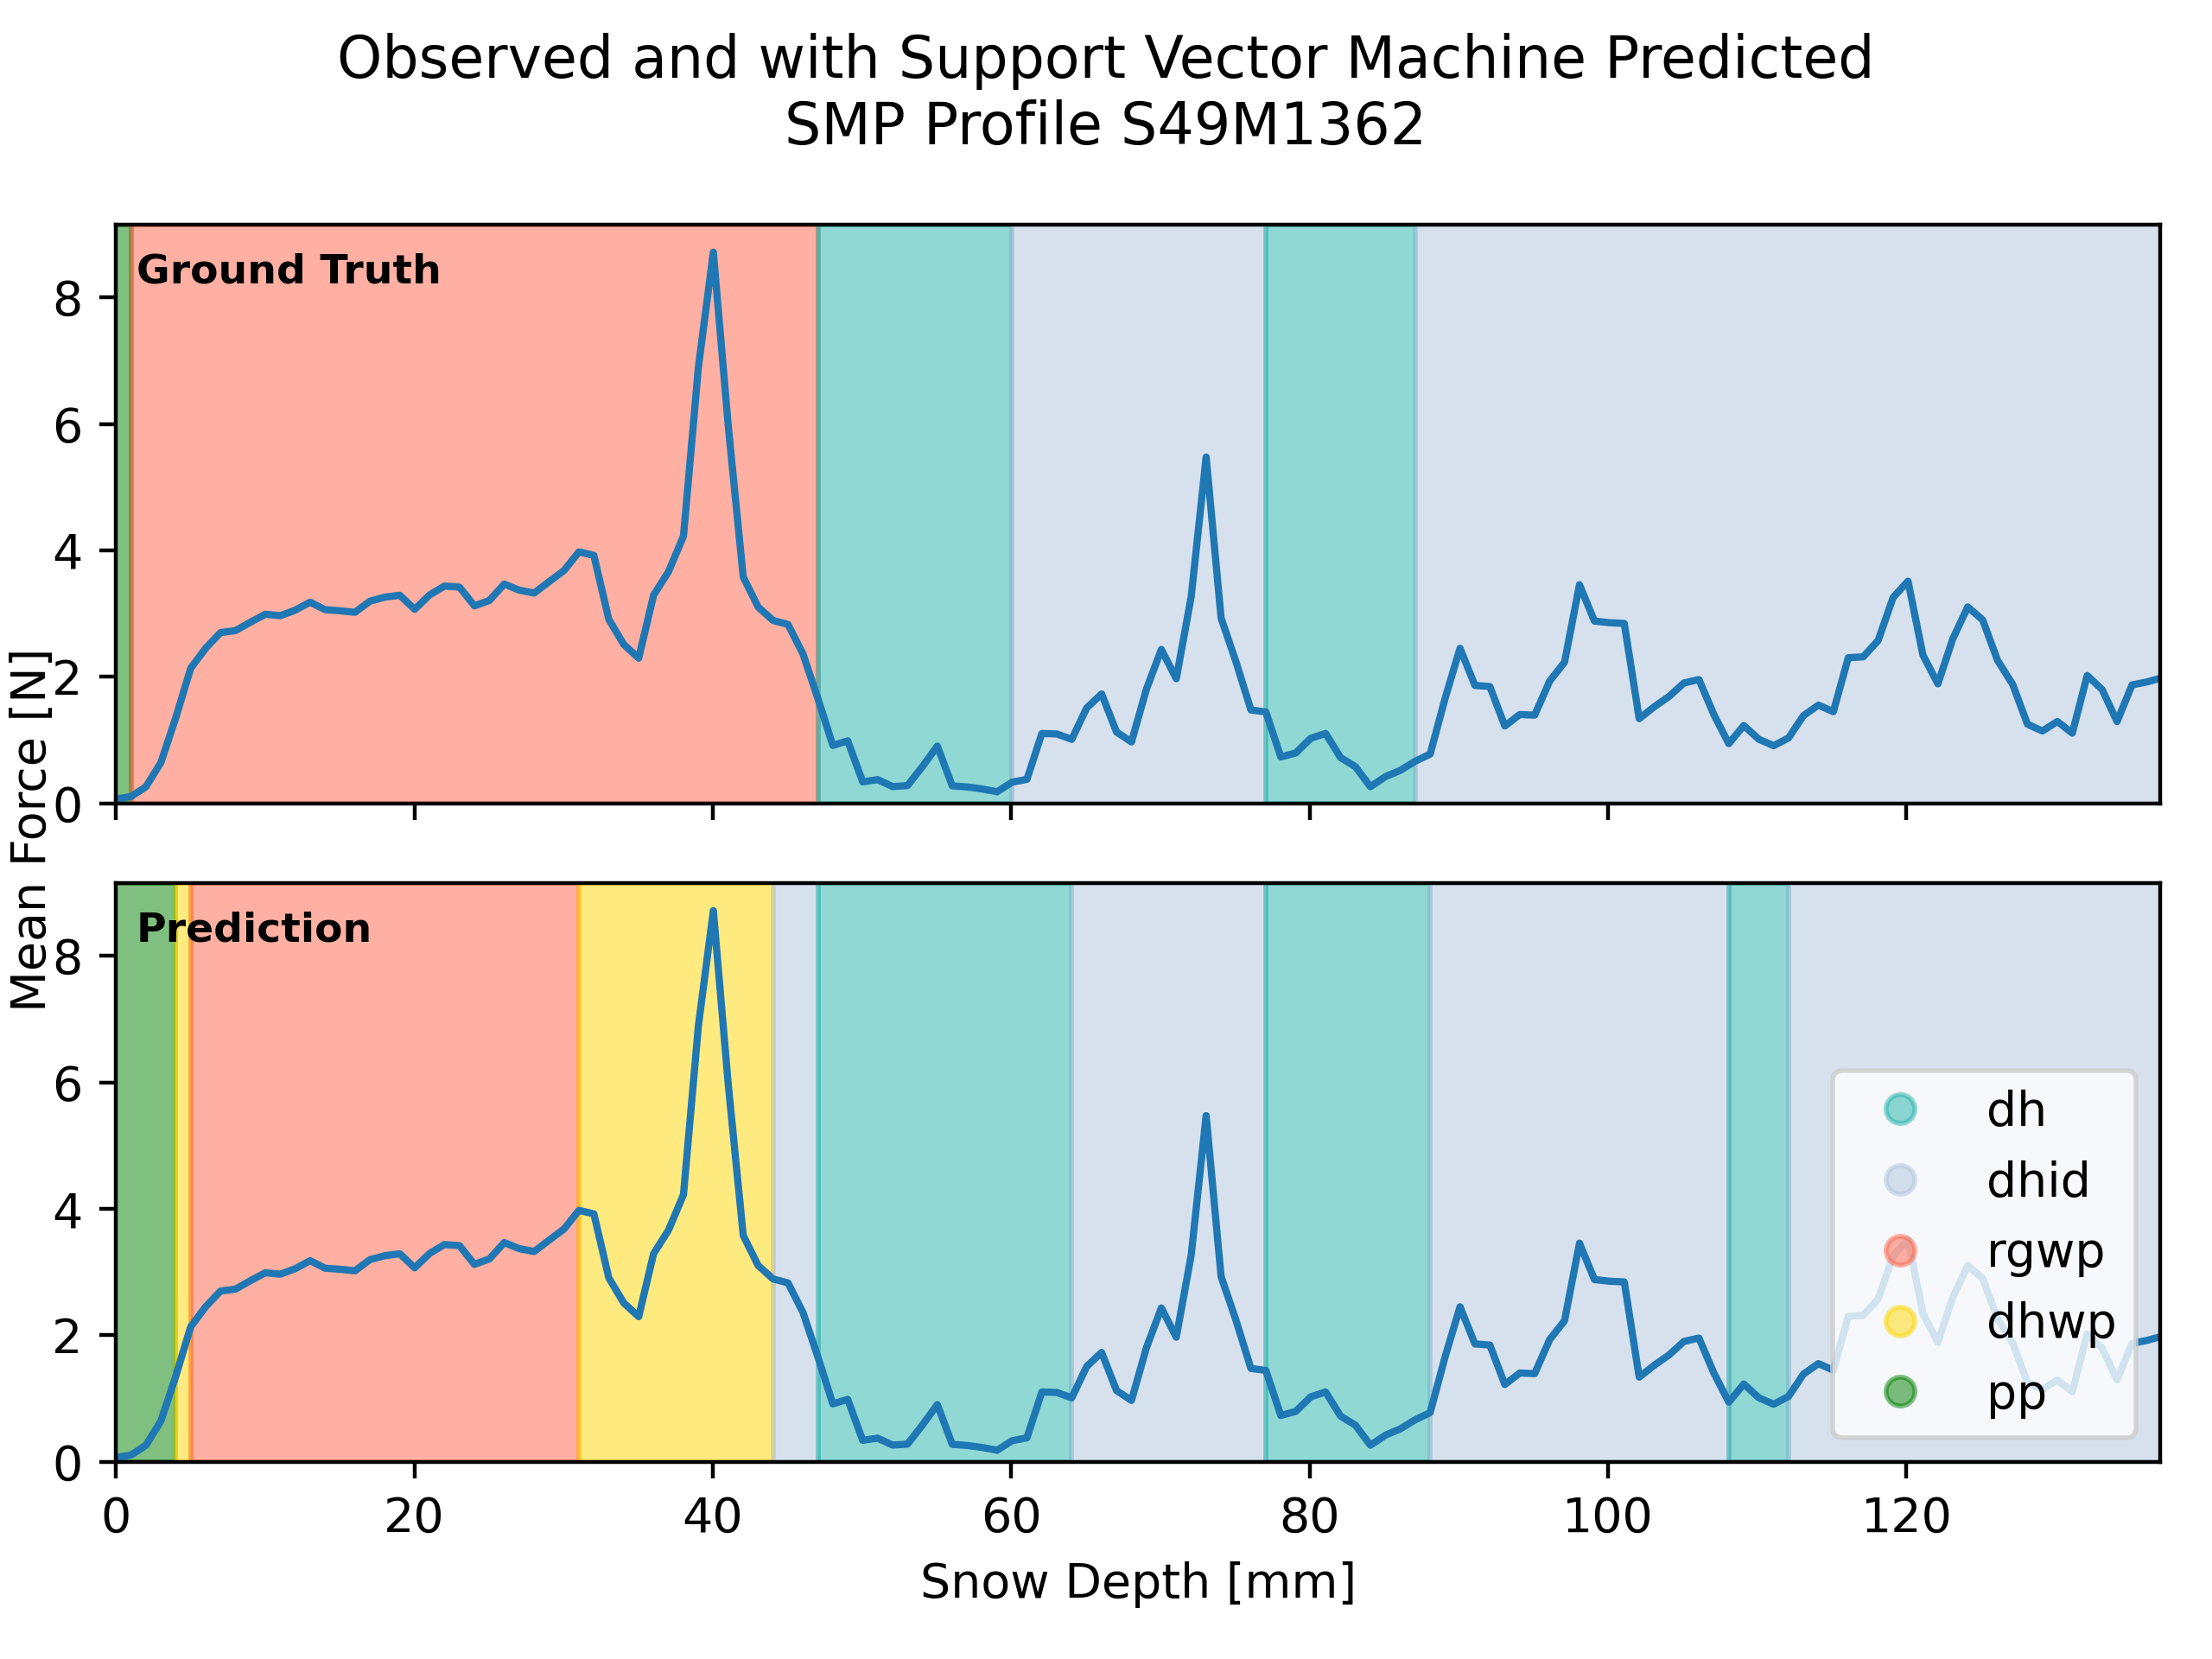 Observed and with Support Vector Machine Predicted
SMP Profile S49M1362
Ground Truth
8
6
4
2
0
Mean Force [N]
Prediction
8
6
4
2
0
dh
dhid
rgwp
dhwp
pp
0 20 40 60 80 100 120
Snow Depth [mm]